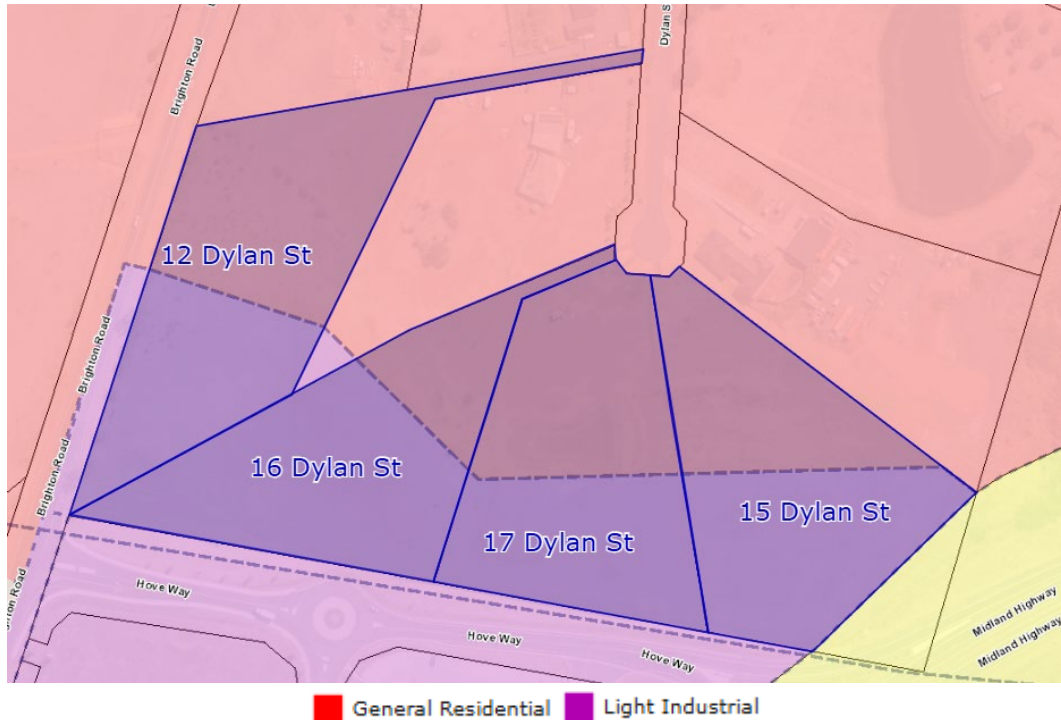 Brighton Road
Dylan St
12 Dylan St
Brighton Road
Brighton Road
16 Dylan St
15 Dylan St
17 Dylan St
Hove Way
Hove Way
Hove Way
Midland Highway
Midland Highway
General Residential
Light Industrial